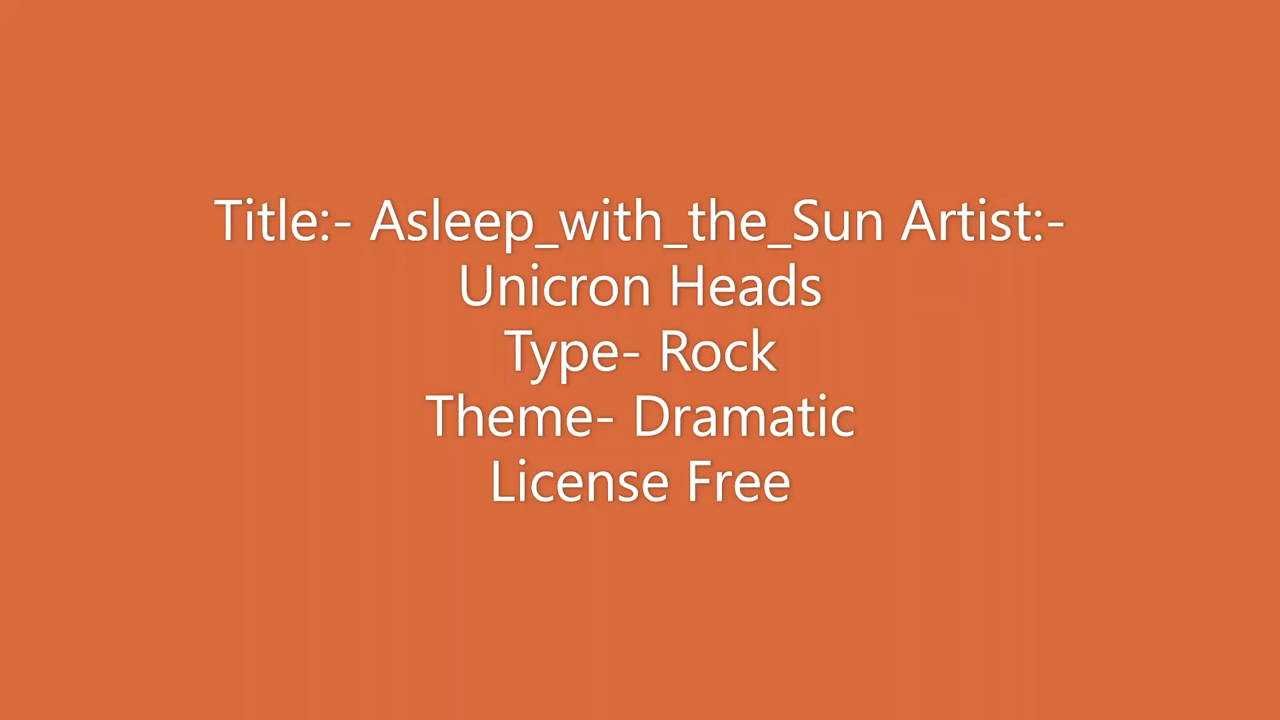 Title:- Asleep_with_the_Sun Artist:-
Unicron Heads
Type- Rock
Theme- Dramatic
License Free